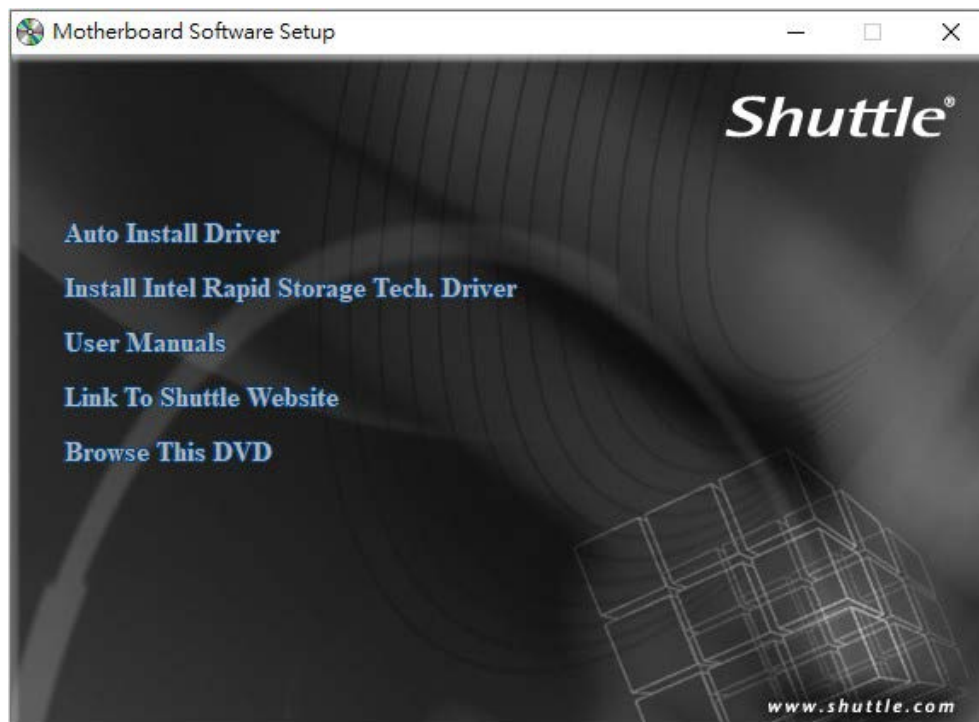 Motherboard Software Setup
Shuttle®
Auto Install Driver
Install Intel Rapid Storage Tech. Driver
User Manuals
Link To Shuttle Website
Browse This DVD
www.shuttle.com